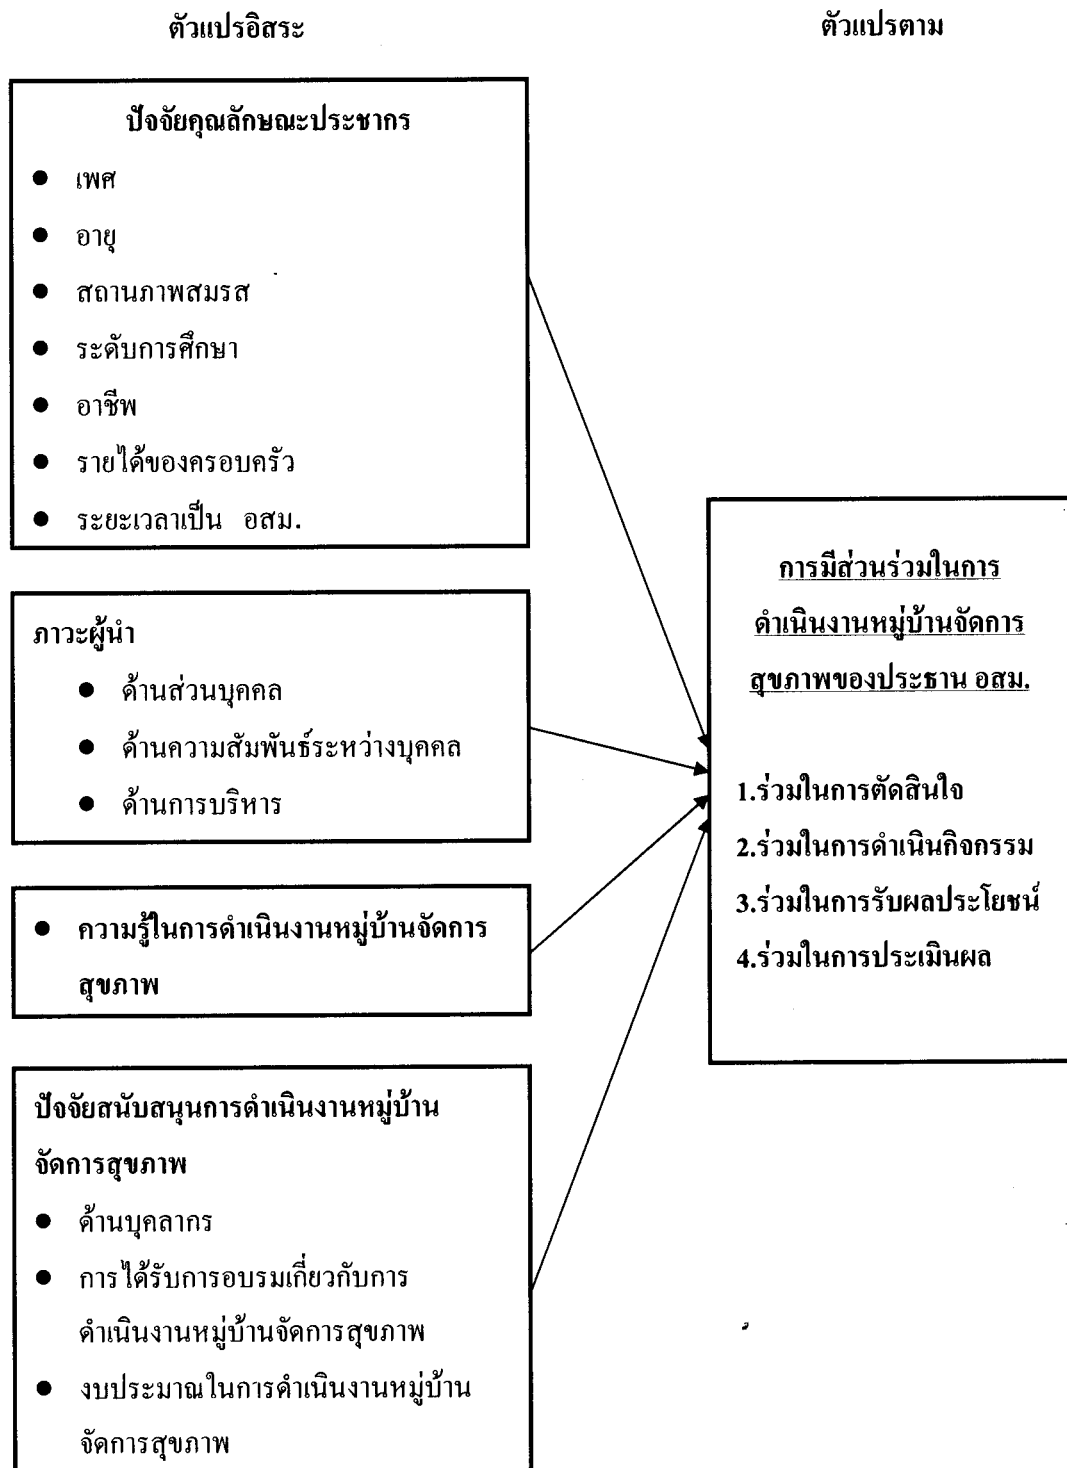 ตัวแปรอิสระ
ตัวแปรตาม
ปัจจัยคุณลักษณะประชากร
● เพศ
● อายุ
● สถานภาพสมรส
● ระดับการศึกษา
● อาชีพ
● รายได้ของครอบครัว
● ระยะเวลาเป็น อสม.
ภาวะผู้นำ
● ด้านส่วนบุคคล
● ด้านความสัมพันธ์ระหว่างบุคคล
● ด้านการบริหาร
● ความรู้ในการดำเนินงานหมู่บ้านจัดการ
สุขภาพ
ปัจจัยสนับสนุนการดำเนินงานหมู่บ้าน
จัดการสุขภาพ
● ด้านบุคลากร
● การได้รับการอบรมเกี่ยวกับการ
ดำเนินงานหมู่บ้านจัดการสุขภาพ
● งบประมาณในการดำเนินงานหมู่บ้าน
จัดการสุขภาพ
การมีส่วนร่วมในการ
ดำเนินงานหมู่บ้านจัดการ
สุขภาพของประธาน อสม.
1.ร่วมในการตัดสินใจ
2.ร่วมในการดำเนินกิจกรรม
3.ร่วมในการรับผลประโยชน์
4.ร่วมในการประเมินผล